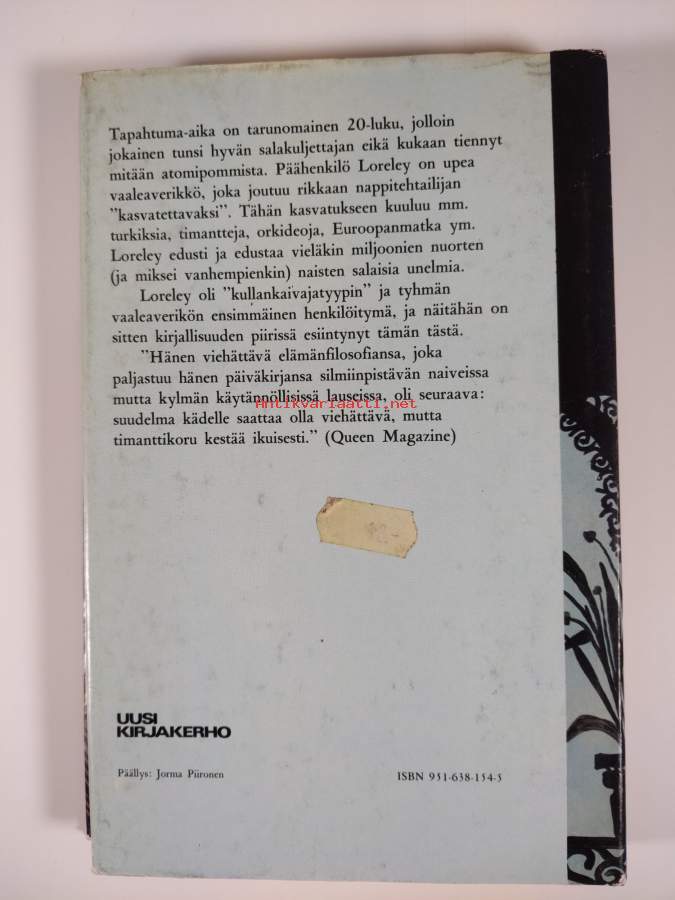 Tapahtuma-aika on tarunomainen 20-luku, jolloin
jokainen tunsi hyvän salakuljettajan eikä kukaan tiennyt
mitään atomipommista. Päähenkilö Loreley on upea
vaaleaverikkö, joka joutuu rikkaan nappitehtailijan
"kasvatettavaksi". Tähän kasvatukseen kuuluu mm.
turkiksia, timantteja, orkideoja, Euroopanmatka ym.
Loreley edusti ja edustaa vieläkin miljoonien nuorten
(ja miksei vanhempienkin) naisten salaisia unelmia.
Loreley oli "kullankaivajatyypin" ja tyhmän
vaaleaverikön ensimmäinen henkilöitymä, ja näitähän on
sitten kirjallisuuden piirissä esiintynyt tämän tästä.
"Hänen viehättävä elämänfilosofiansa, joka
paljastuu hänen päiväkirjansa silmiinpistävän naiveissa
mutta kylmän käytännöllisissä lauseissa, oli seuraava:
Antikvariaatti.net
suudelma kädelle saattaa olla viehättävä, mutta
timanttikoru kestää ikuisesti." (Queen Magazine)
UUSI
KIRJAKERHO
Päällys: Jorma Piironen
ISBN 951-638-154-5